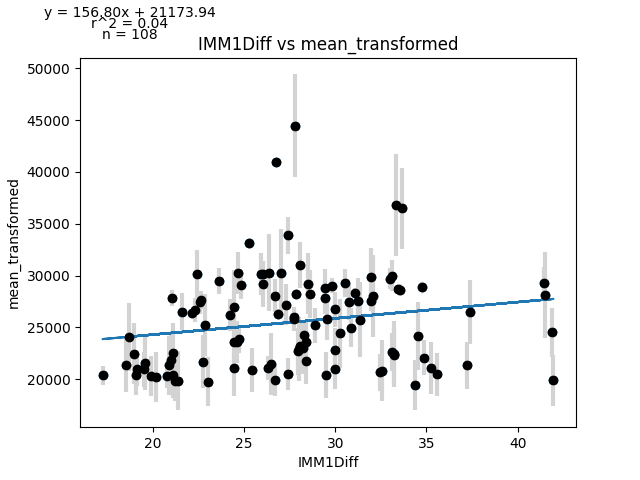 y = 156.80x + 21173.94
r^2 = 0.04
n = 108
IMM1Diff vs mean_transformed
50000
45000
40000
35000
30000
25000
20000
mean_transformed
20 25 30 35 40
IMM1Diff